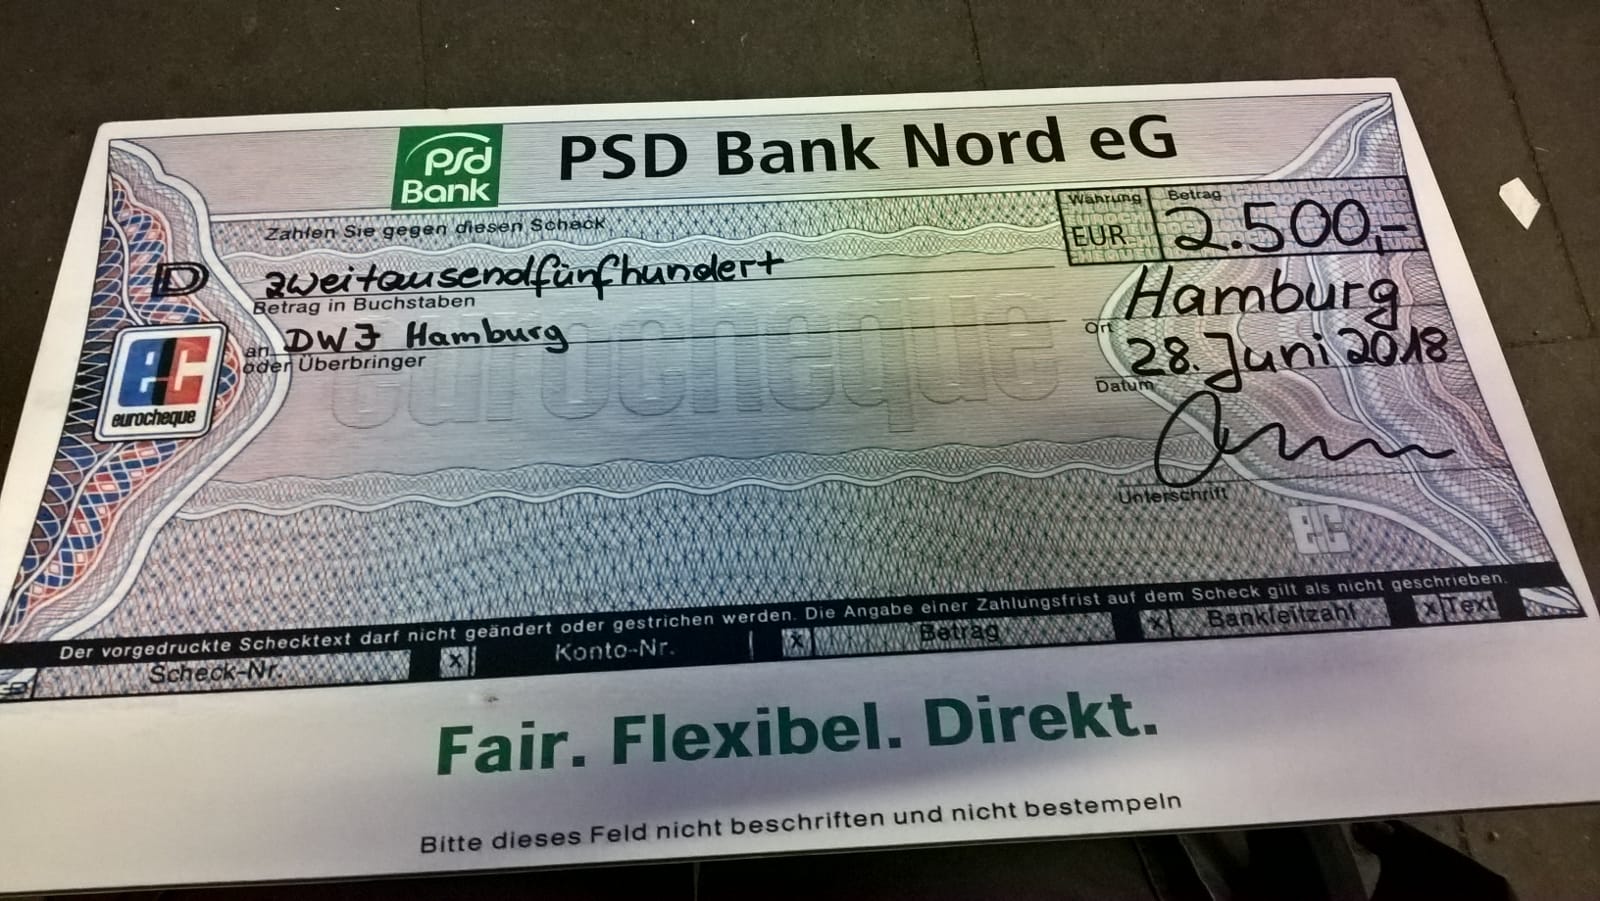 psd
Bank
PSD Bank Nord eG
Zahlen Sie gegen diesen Scheck
Währung
Betrag
EUR
2.500,-
D
zweitausendfünfhundert
Betrag in Buchstaben
Hamburg
Ort
an DWJ Hamburg
oder Überbringer
28. Juni 2018
Datum
ec
eurocheque
eurocheque
Unterschrift
ec
Der vorgedruckte Schecktext darf nicht geändert oder gestrichen werden. Die Angabe einer Zahlungsfrist auf dem Scheck gilt als nicht geschrieben.
Scheck-Nr. x Konto-Nr. x Betrag x Bankleitzahl x Text
Fair. Flexibel. Direkt.
Bitte dieses Feld nicht beschriften und nicht bestempeln